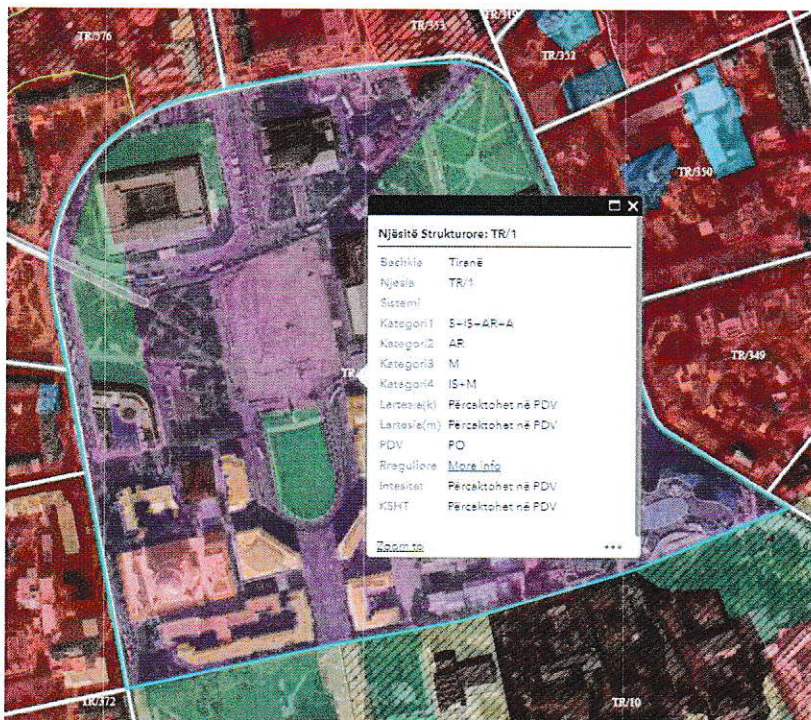 TR/376
TR/353
TR/319
TR/352
TR/350
Njësitë Strukturore: TR/1
Bashkia Tiranë
Njesia TR/1
Sistemi
Kategori1 S+IS+AR+A
Kategori2 AR
Kategori3 M
Kategori4 IS+M
Lartesia(k) Përcaktohet në PDV
Lartesia(m) Përcaktohet në PDV
PDV PO
Rregullore More info
Intesitet Përcaktohet në PDV
KSHT Përcaktohet në PDV
Zoom to
TR
TR/349
TR/372
TR/10